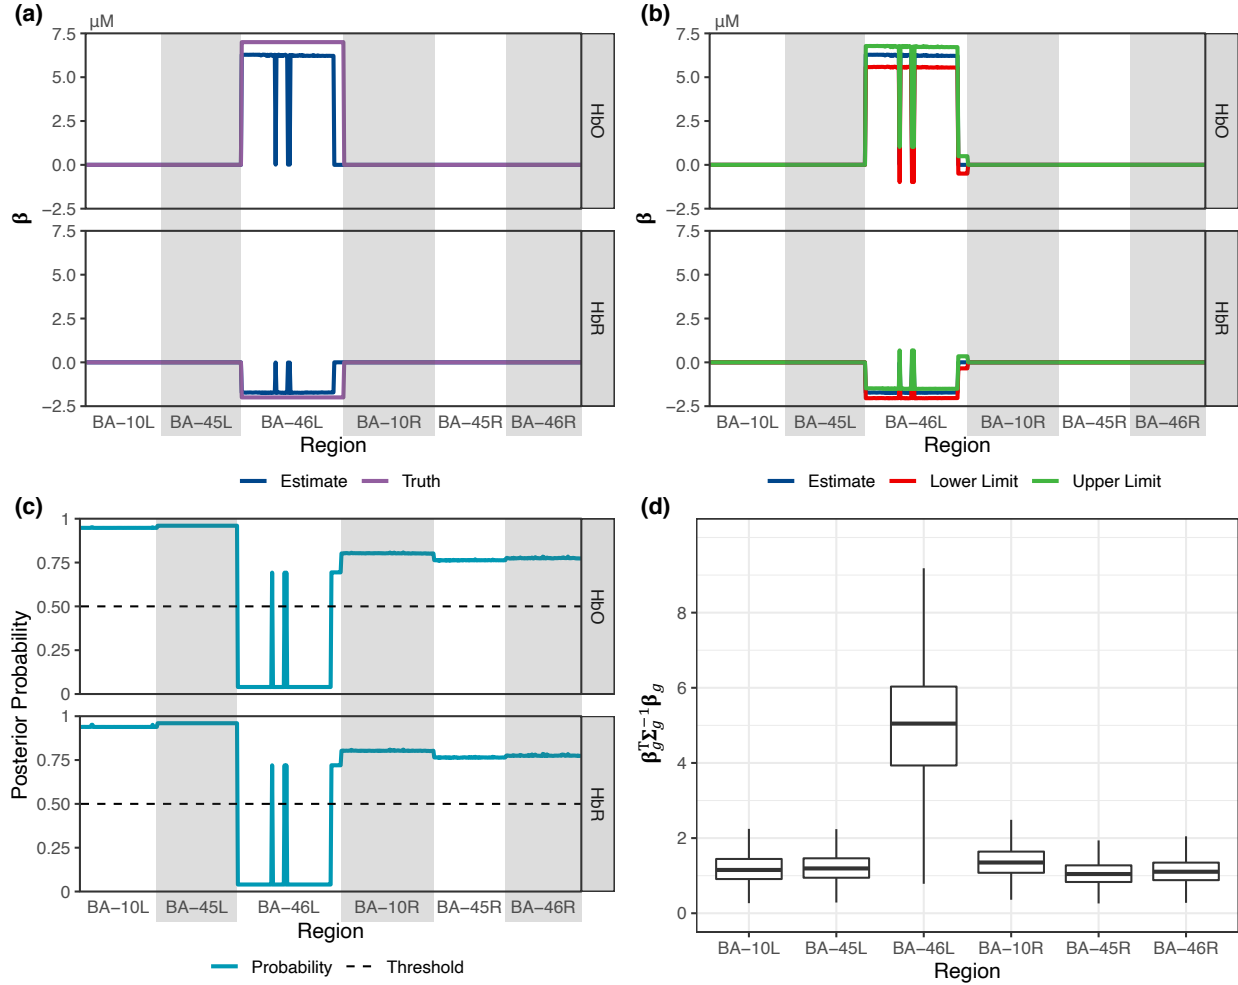 (a)
μM
7.5
5.0
2.5
0.0
−2.5
HbO
7.5
5.0
2.5
0.0
−2.5
HbR
β
BA−10L BA−45L BA−46L BA−10R BA−45R BA−46R
Region
Estimate Truth
(b)
μM
7.5
5.0
2.5
0.0
−2.5
HbO
7.5
5.0
2.5
0.0
−2.5
HbR
β
BA−10L BA−45L BA−46L BA−10R BA−45R BA−46R
Region
Estimate Lower Limit Upper Limit
(c)
1
0.75
0.50
0.25
0
HbO
1
0.75
0.50
0.25
0
HbR
Posterior Probability
BA−10L BA−45L BA−46L BA−10R BA−45R BA−46R
Region
Probability Threshold
(d)
8
6
4
2
0
β_g^T Σ_g^−1 β_g
BA−10L BA−45L BA−46L BA−10R BA−45R BA−46R
Region